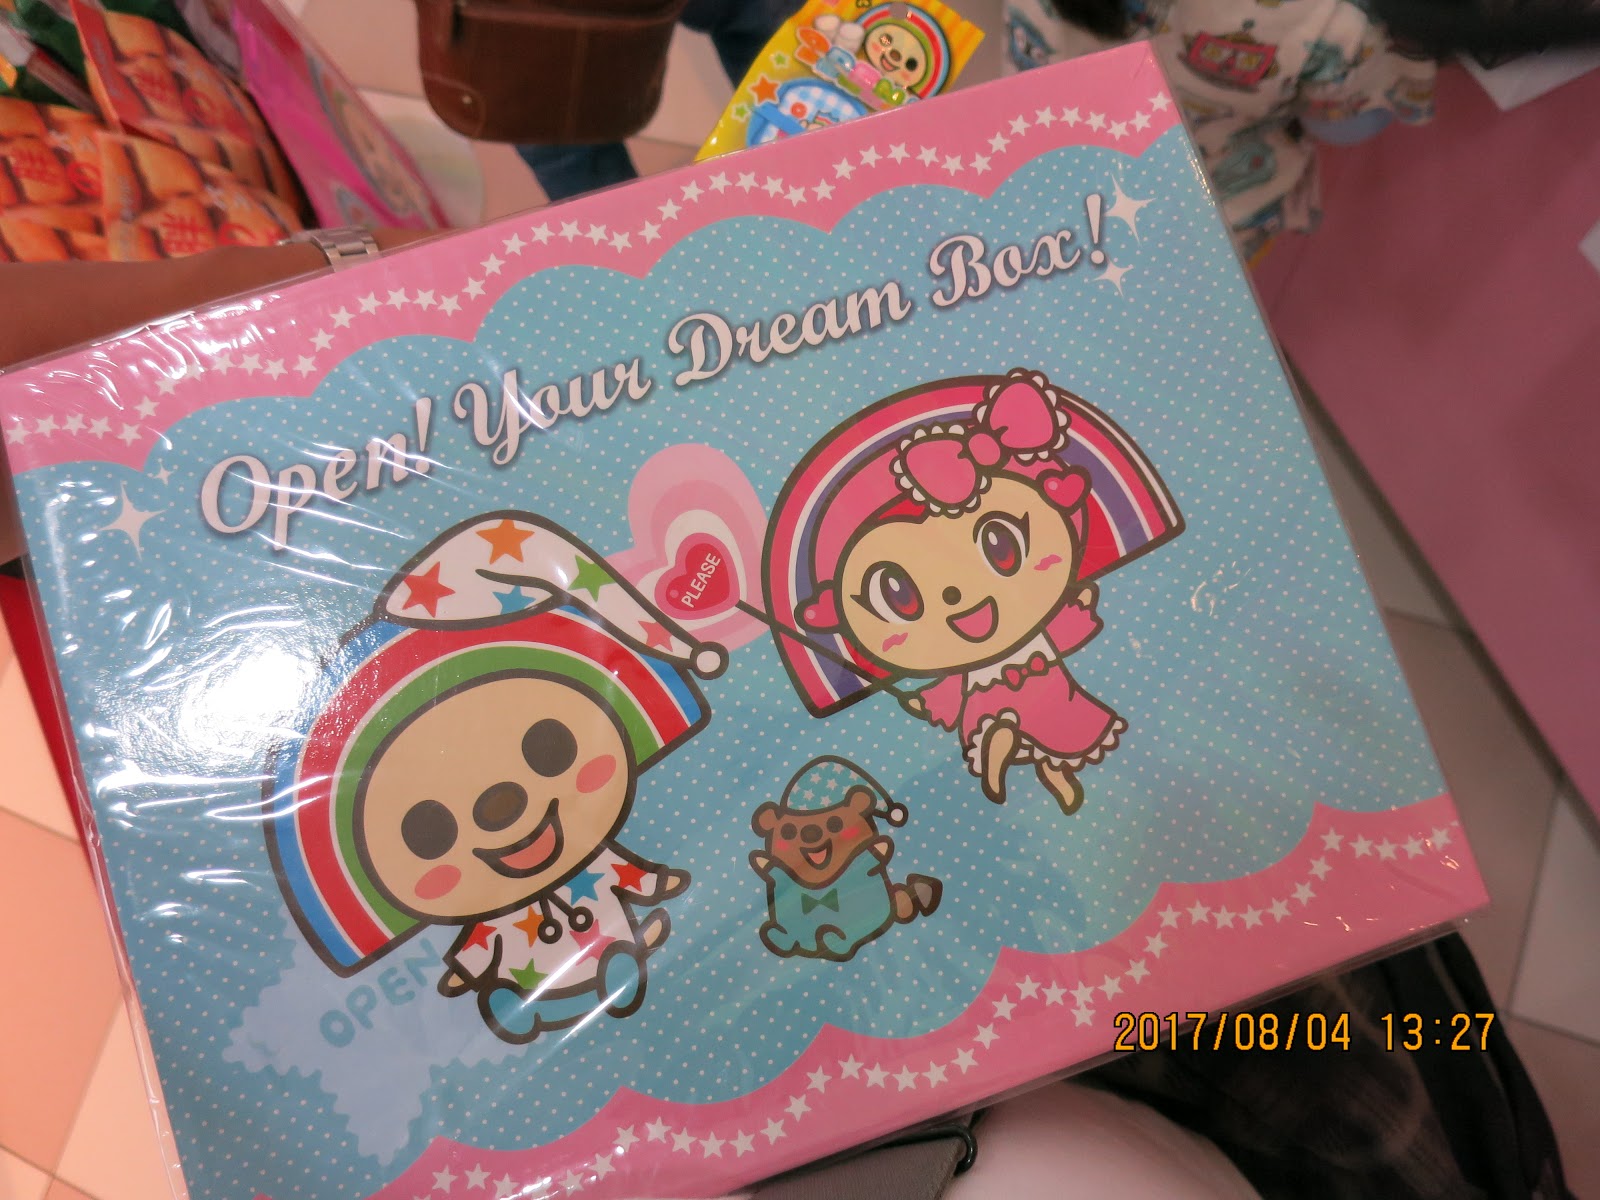 Open! Your Dream Box!
PLEASE
OPEN
2017/08/04 13:27